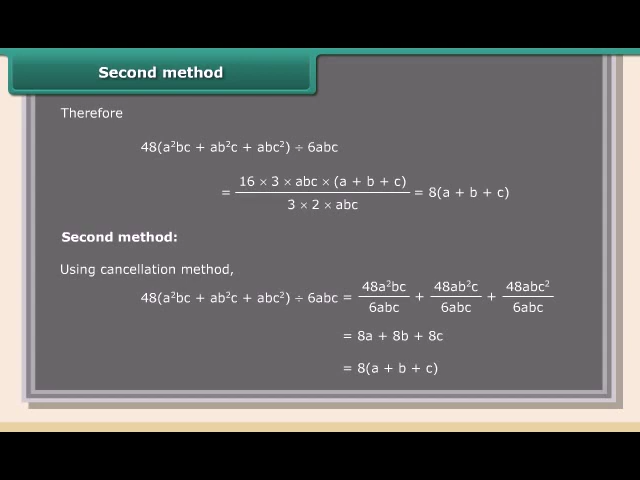 Second method
Therefore
48(a²bc + ab²c + abc²) ÷ 6abc
= 16 × 3 × abc × (a + b + c) / 3 × 2 × abc = 8(a + b + c)
Second method:
Using cancellation method,
48(a²bc + ab²c + abc²) ÷ 6abc = 48a²bc / 6abc + 48ab²c / 6abc + 48abc² / 6abc
= 8a + 8b + 8c
= 8(a + b + c)